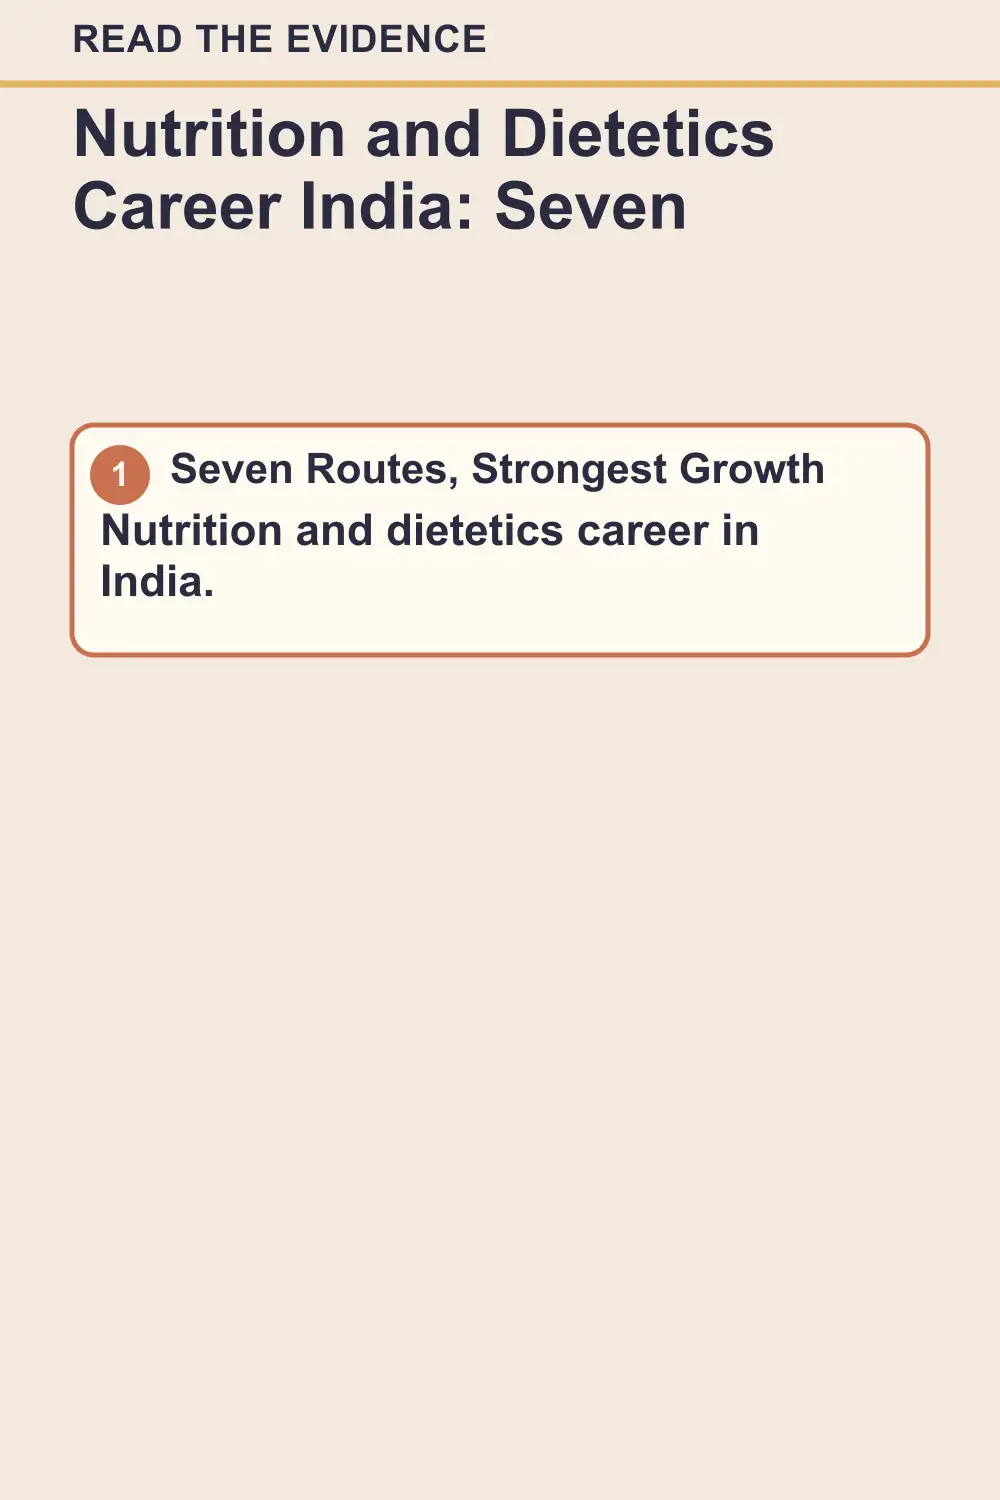 READ THE EVIDENCE
Nutrition and Dietetics
Career India: Seven
1 Seven Routes, Strongest Growth
Nutrition and dietetics career in
India.